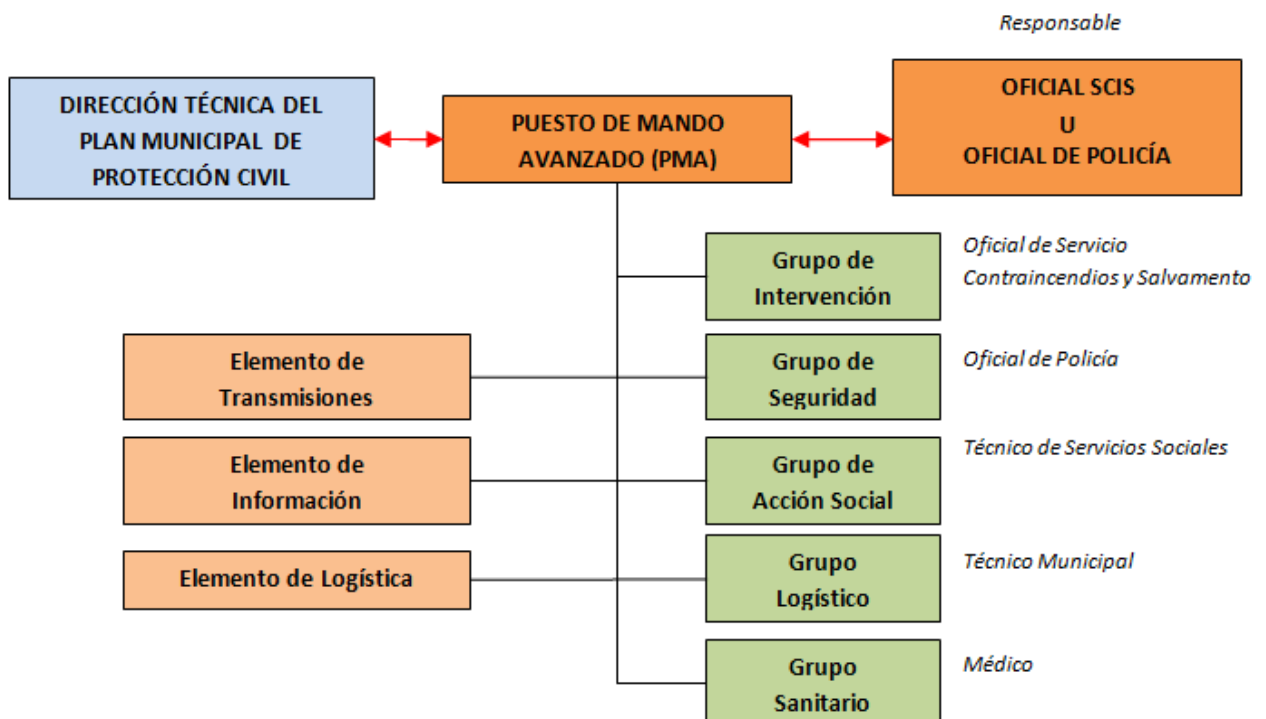 Responsable
DIRECCIÓN TÉCNICA DEL
PLAN MUNICIPAL DE
PROTECCIÓN CIVIL
PUESTO DE MANDO
AVANZADO (PMA)
OFICIAL SCIS
U
OFICIAL DE POLICÍA
Grupo de
Intervención
Oficial de Servicio
Contraincendios y Salvamento
Elemento de
Transmisiones
Grupo de
Seguridad
Oficial de Policía
Elemento de
Información
Grupo de
Acción Social
Técnico de Servicios Sociales
Elemento de Logística
Grupo
Logístico
Técnico Municipal
Grupo
Sanitario
Médico